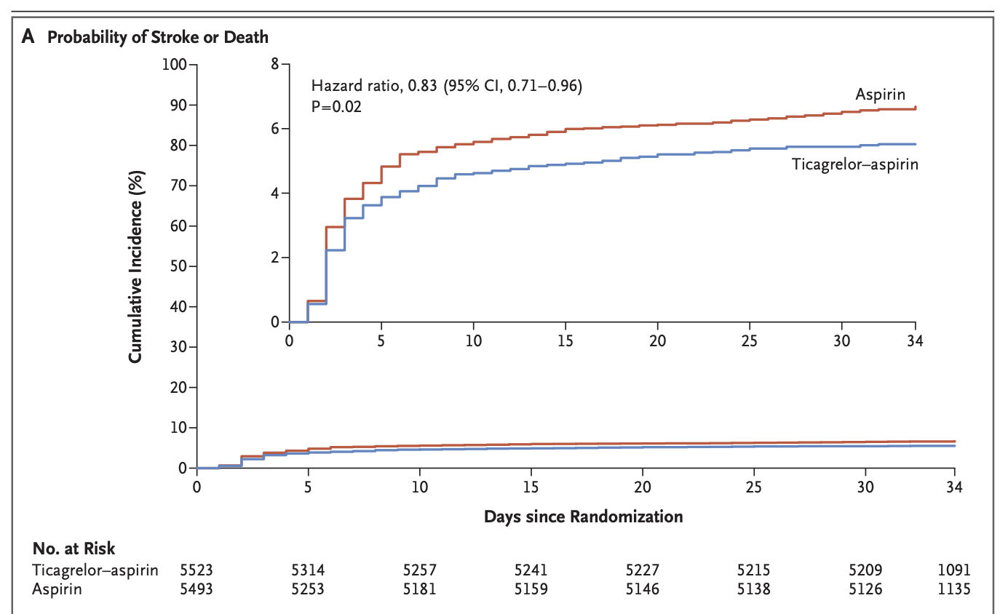 A Probability of Stroke or Death
100
90
80
70
60
50
40
30
20
10
0
Cumulative Incidence (%)
8
6
4
2
0
Hazard ratio, 0.83 (95% CI, 0.71–0.96)
P=0.02
Aspirin
Ticagrelor–aspirin
0 5 10 15 20 25 30 34
0 5 10 15 20 25 30 34
Days since Randomization
No. at Risk
Ticagrelor–aspirin 5523 5314 5257 5241 5227 5215 5209 1091
Aspirin 5493 5253 5181 5159 5146 5138 5126 1135